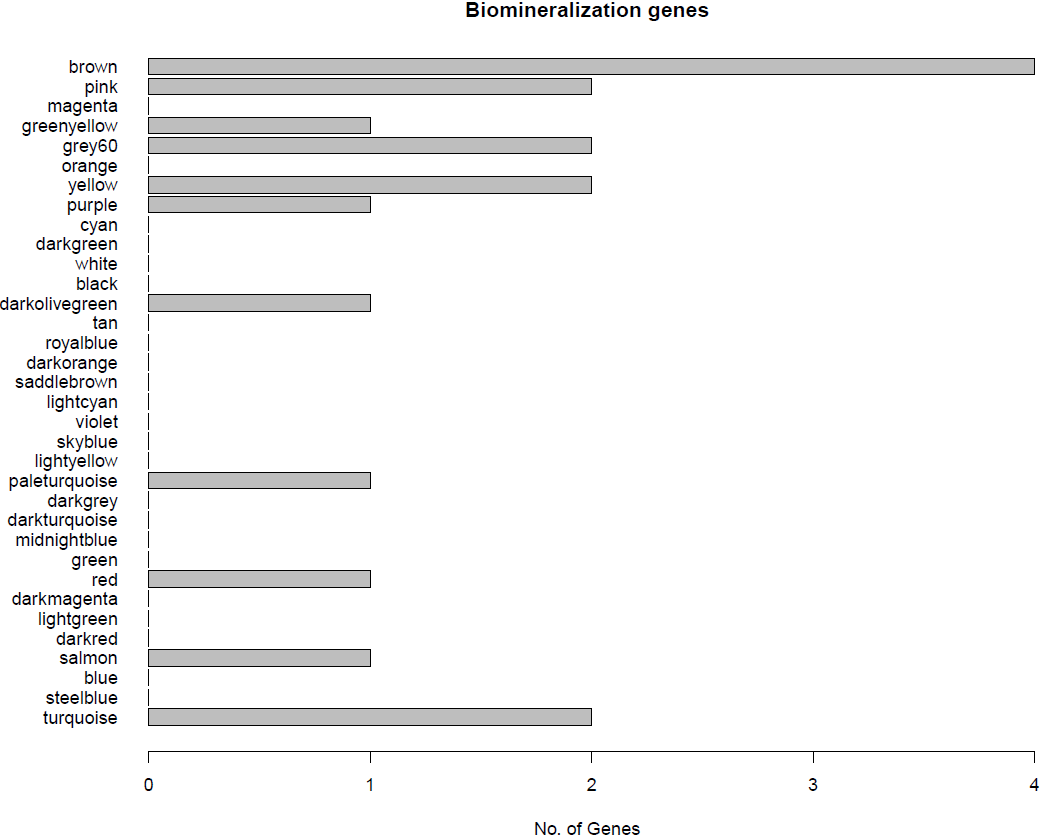 Biomineralization genes
brown
pink
magenta
greenyellow
grey60
orange
yellow
purple
cyan
darkgreen
white
black
darkolivegreen
tan
royalblue
darkorange
saddlebrown
lightcyan
violet
skyblue
lightyellow
paleturquoise
darkgrey
darkturquoise
midnightblue
green
red
darkmagenta
lightgreen
darkred
salmon
blue
steelblue
turquoise
0 1 2 3 4
No. of Genes